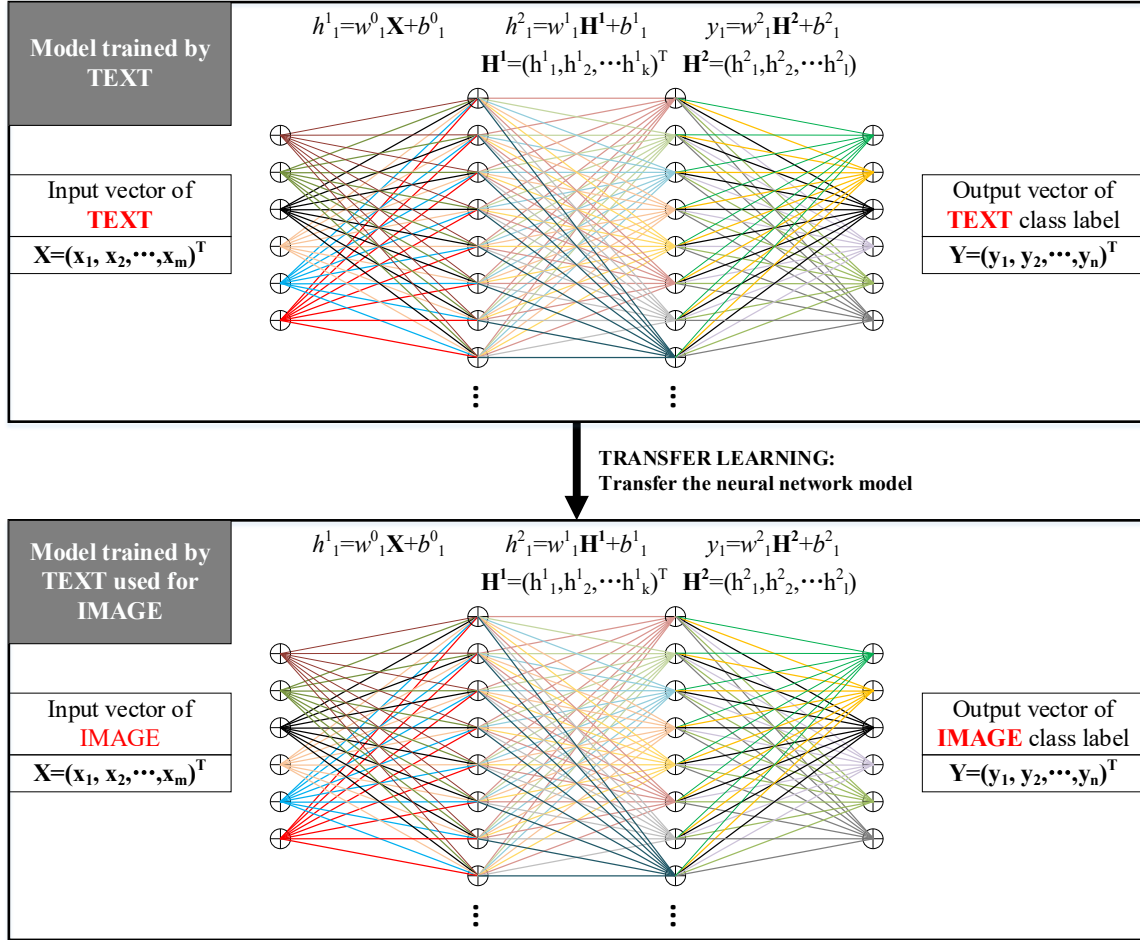 Model trained by
TEXT
h¹₁=w⁰₁X+b⁰₁
h²₁=w¹₁H¹+b¹₁
y₁=w²₁H²+b²₁
H¹=(h¹₁,h¹₂,⋯h¹ₖ)ᵀ
H²=(h²₁,h²₂,⋯h²ₗ)
Input vector of
TEXT
X=(x₁, x₂,⋯,xₘ)ᵀ
Output vector of
TEXT class label
Y=(y₁, y₂,⋯,yₙ)ᵀ
⋮
⋮
TRANSFER LEARNING:
Transfer the neural network model
Model trained by
TEXT used for
IMAGE
h¹₁=w⁰₁X+b⁰₁
h²₁=w¹₁H¹+b¹₁
y₁=w²₁H²+b²₁
H¹=(h¹₁,h¹₂,⋯h¹ₖ)ᵀ
H²=(h²₁,h²₂,⋯h²ₗ)
Input vector of
IMAGE
X=(x₁, x₂,⋯,xₘ)ᵀ
Output vector of
IMAGE class label
Y=(y₁, y₂,⋯,yₙ)ᵀ
⋮
⋮